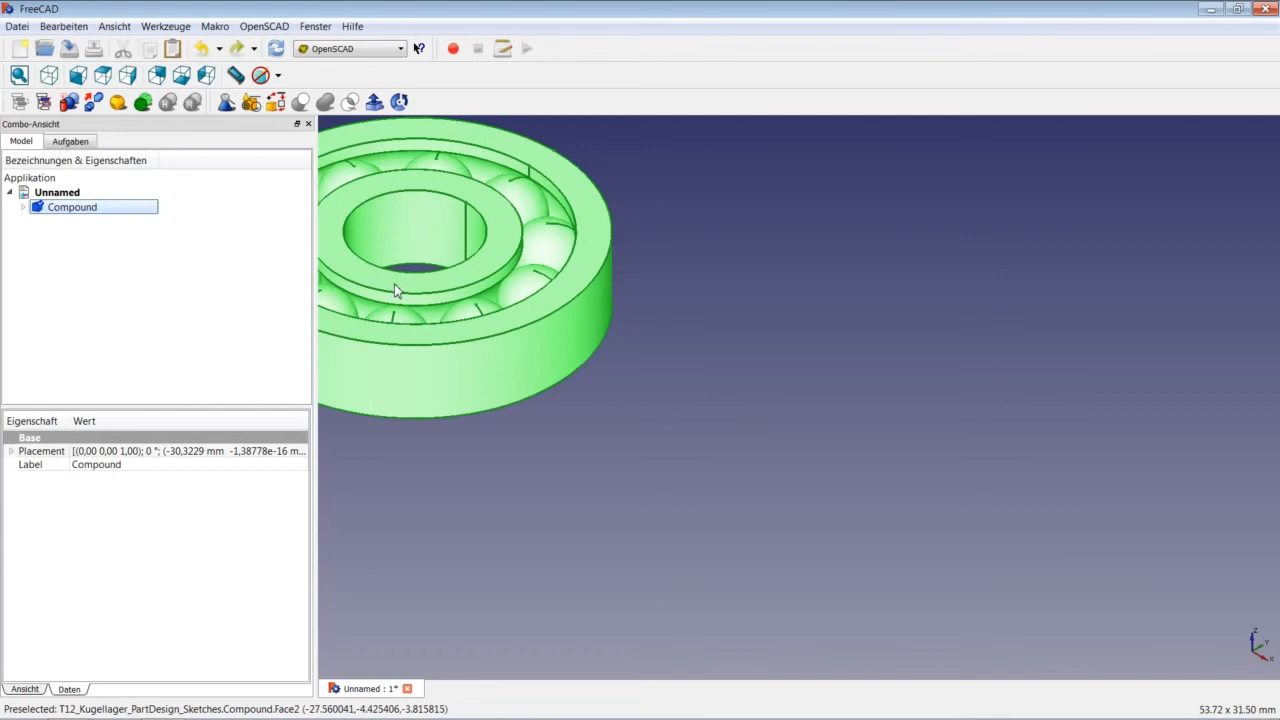 FreeCAD
Datei Bearbeiten Ansicht Werkzeuge Makro OpenSCAD Fenster Hilfe
OpenSCAD
Combo-Ansicht
Model Aufgaben
Bezeichnungen & Eigenschaften
Applikation
Unnamed
Compound
Eigenschaft Wert
Base
Placement [(0,00 0,00 1,00); 0 °; (-30,3229 mm -1,38778e-16 m...
Label Compound
Ansicht Daten
Unnamed : 1*
Z
Y
X
Preselected: T12_Kugellager_PartDesign_Sketches.Compound.Face2 (-27.560041,-4.425406,-3.815815)
53.72 x 31.50 mm